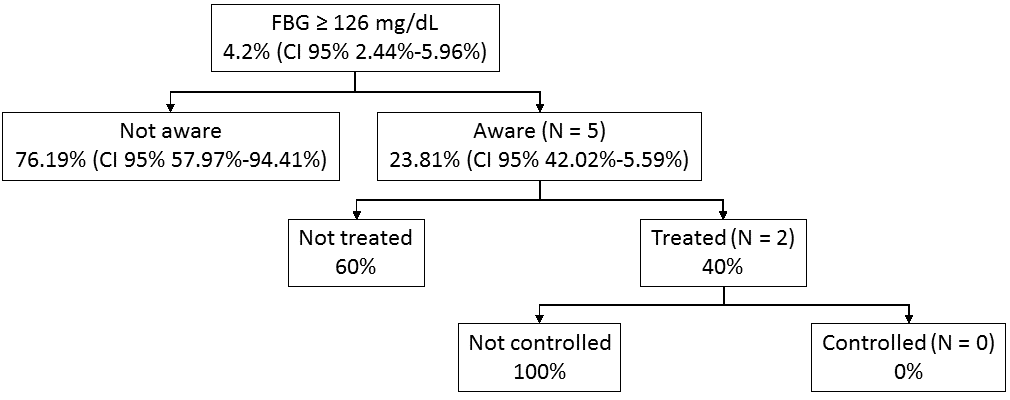 FBG ≥ 126 mg/dL
4.2% (CI 95% 2.44%-5.96%)
Not aware
76.19% (CI 95% 57.97%-94.41%)
Aware (N = 5)
23.81% (CI 95% 42.02%-5.59%)
Not treated
60%
Treated (N = 2)
40%
Not controlled
100%
Controlled (N = 0)
0%